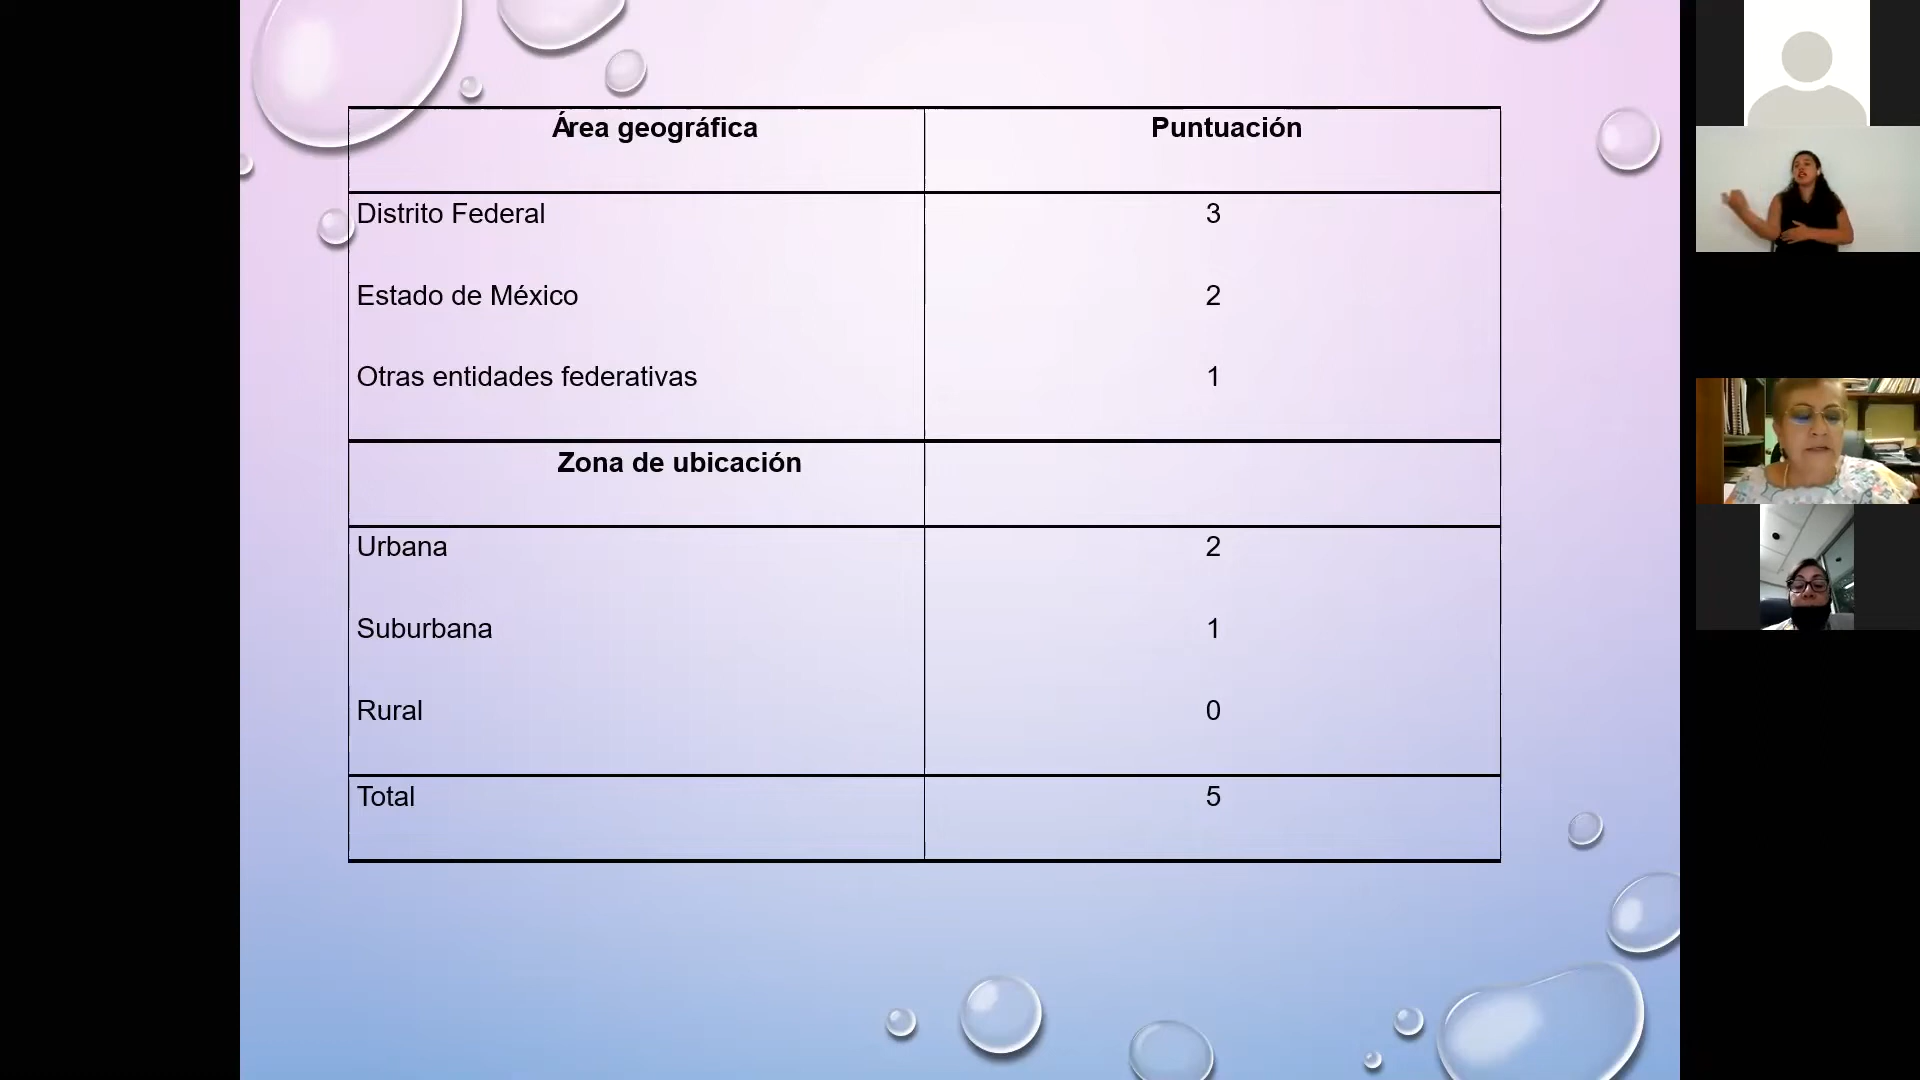 Área geográfica Puntuación
Distrito Federal 3
Estado de México 2
Otras entidades federativas 1
Zona de ubicación
Urbana 2
Suburbana 1
Rural 0
Total 5